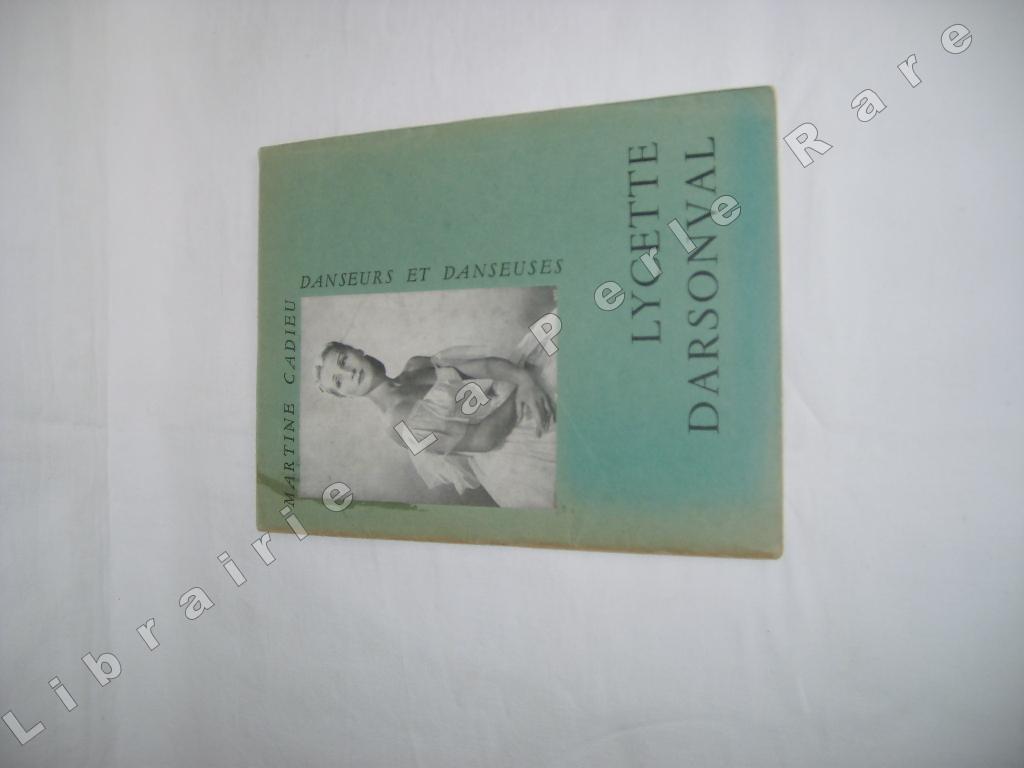 MARTINE CADIEU
DANSEURS ET DANSEUSES
LYCETTE
DARSONVAL
Librairie La Perle Rare